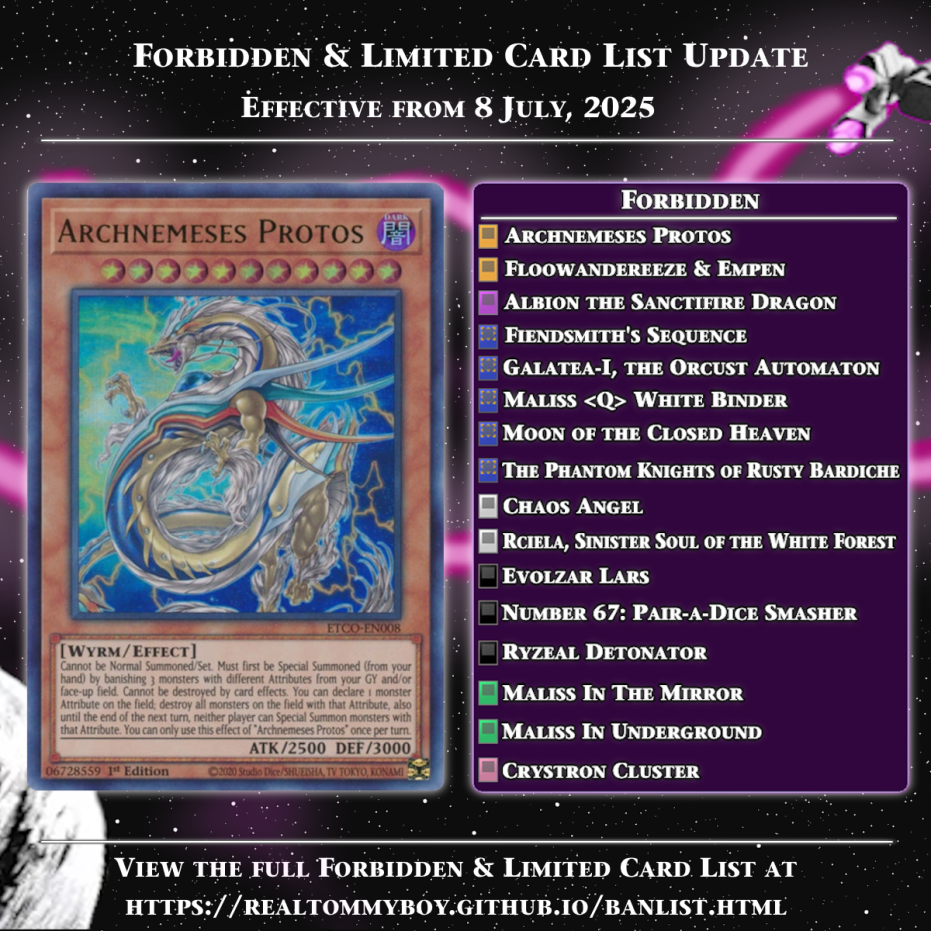 Forbidden & Limited Card List Update
Effective from 8 July, 2025
Archnemeses Protos
DARK
闇
ETCO-EN008
[Wyrm/Effect]
Cannot be Normal Summoned/Set. Must first be Special Summoned (from your
hand) by banishing 3 monsters with different Attributes from your GY and/or
face-up field. Cannot be destroyed by card effects. You can declare 1 monster
Attribute on the field; destroy all monsters on the field with that Attribute, also
until the end of the next turn, neither player can Special Summon monsters with
that Attribute. You can only use this effect of "Archnemeses Protos" once per turn.
ATK/2500 DEF/3000
06728559 1st Edition ©2020 Studio Dice/SHUEISHA, TV TOKYO, KONAMI
Forbidden
Archnemeses Protos
Floowandereeze & Empen
Albion the Sanctifire Dragon
Fiendsmith's Sequence
Galatea-I, the Orcust Automaton
Maliss <Q> White Binder
Moon of the Closed Heaven
The Phantom Knights of Rusty Bardiche
Chaos Angel
Rciela, Sinister Soul of the White Forest
Evolzar Lars
Number 67: Pair-a-Dice Smasher
Ryzeal Detonator
Maliss In The Mirror
Maliss In Underground
Crystron Cluster
View the full Forbidden & Limited Card List at
https://realtommyboy.github.io/banlist.html